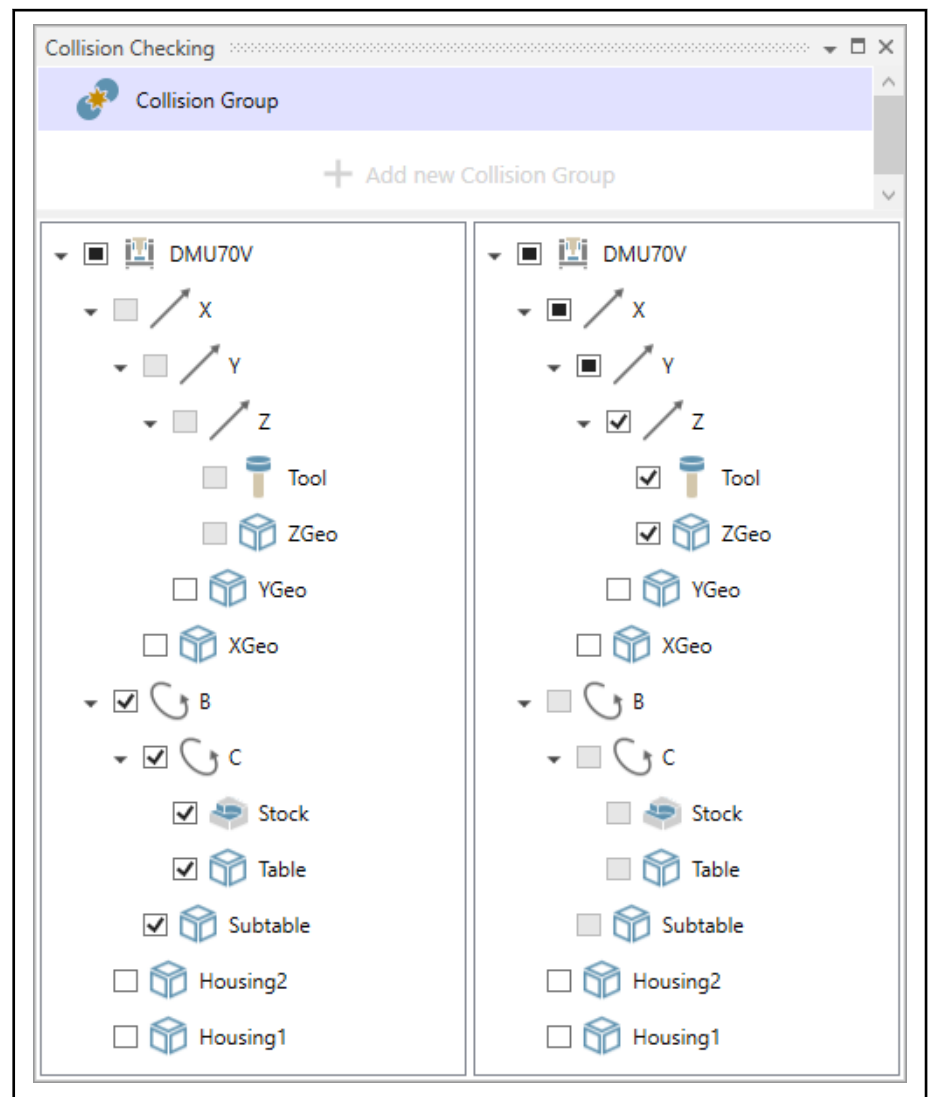 Collision Checking
Collision Group
Add new Collision Group
DMU70V
X
Y
Z
Tool
ZGeo
YGeo
XGeo
B
C
Stock
Table
Subtable
Housing2
Housing1
DMU70V
X
Y
Z
Tool
ZGeo
YGeo
XGeo
B
C
Stock
Table
Subtable
Housing2
Housing1